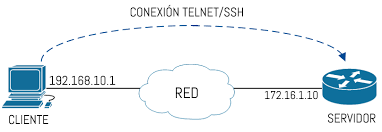 CONEXIÓN TELNET/SSH
192.168.10.1
RED
172.16.1.10
CLIENTE
SERVIDOR